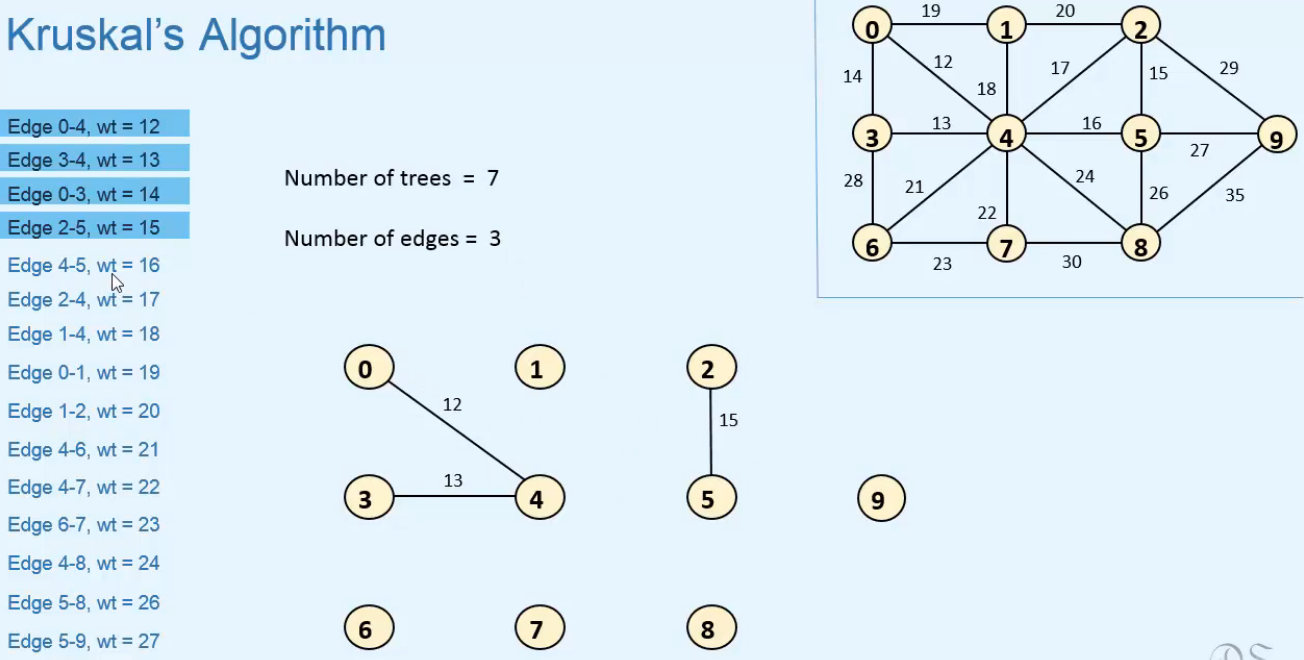 Kruskal's Algorithm
Edge 0-4, wt = 12
Edge 3-4, wt = 13
Edge 0-3, wt = 14
Edge 2-5, wt = 15
Edge 4-5, wt = 16
Edge 2-4, wt = 17
Edge 1-4, wt = 18
Edge 0-1, wt = 19
Edge 1-2, wt = 20
Edge 4-6, wt = 21
Edge 4-7, wt = 22
Edge 6-7, wt = 23
Edge 4-8, wt = 24
Edge 5-8, wt = 26
Edge 5-9, wt = 27
Number of trees = 7
Number of edges = 3
0 1 2
12
15
13
3 4 5 9
6 7 8
19 20
0 1 2
14 12 18 17 15 29
13 16
3 4 5 9
27
28 21 22 24 26 35
6 7 8
23 30